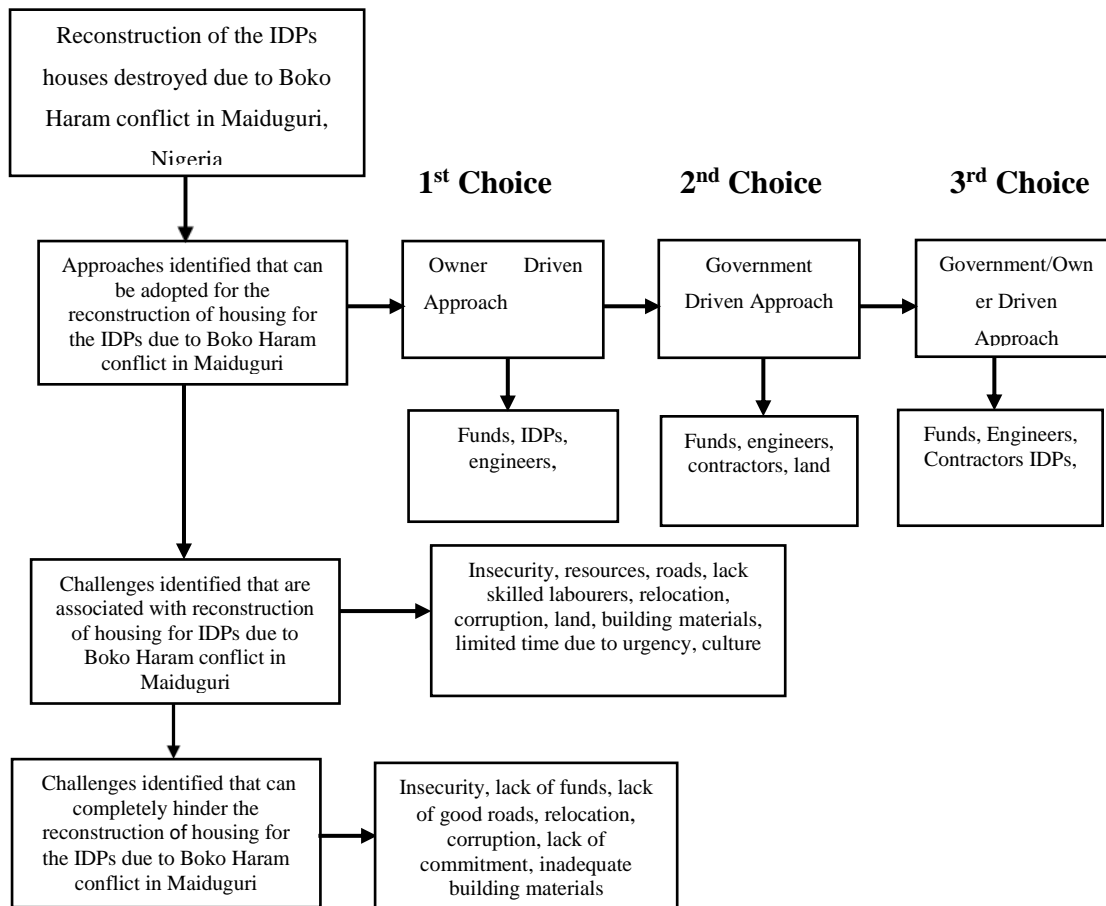 Reconstruction of the IDPs
houses destroyed due to Boko
Haram conflict in Maiduguri,
Nigeria
1st Choice
2nd Choice
3rd Choice
Approaches identified that can
be adopted for the
reconstruction of housing for
the IDPs due to Boko Haram
conflict in Maiduguri
Owner Driven
Approach
Government
Driven Approach
Government/Own
er Driven
Approach
Funds, IDPs,
engineers,
Funds, engineers,
contractors, land
Funds, Engineers,
Contractors IDPs,
Challenges identified that are
associated with reconstruction
of housing for IDPs due to
Boko Haram conflict in
Maiduguri
Insecurity, resources, roads, lack
skilled labourers, relocation,
corruption, land, building materials,
limited time due to urgency, culture
Challenges identified that can
completely hinder the
reconstruction of housing for
the IDPs due to Boko Haram
conflict in Maiduguri
Insecurity, lack of funds, lack
of good roads, relocation,
corruption, lack of
commitment, inadequate
building materials